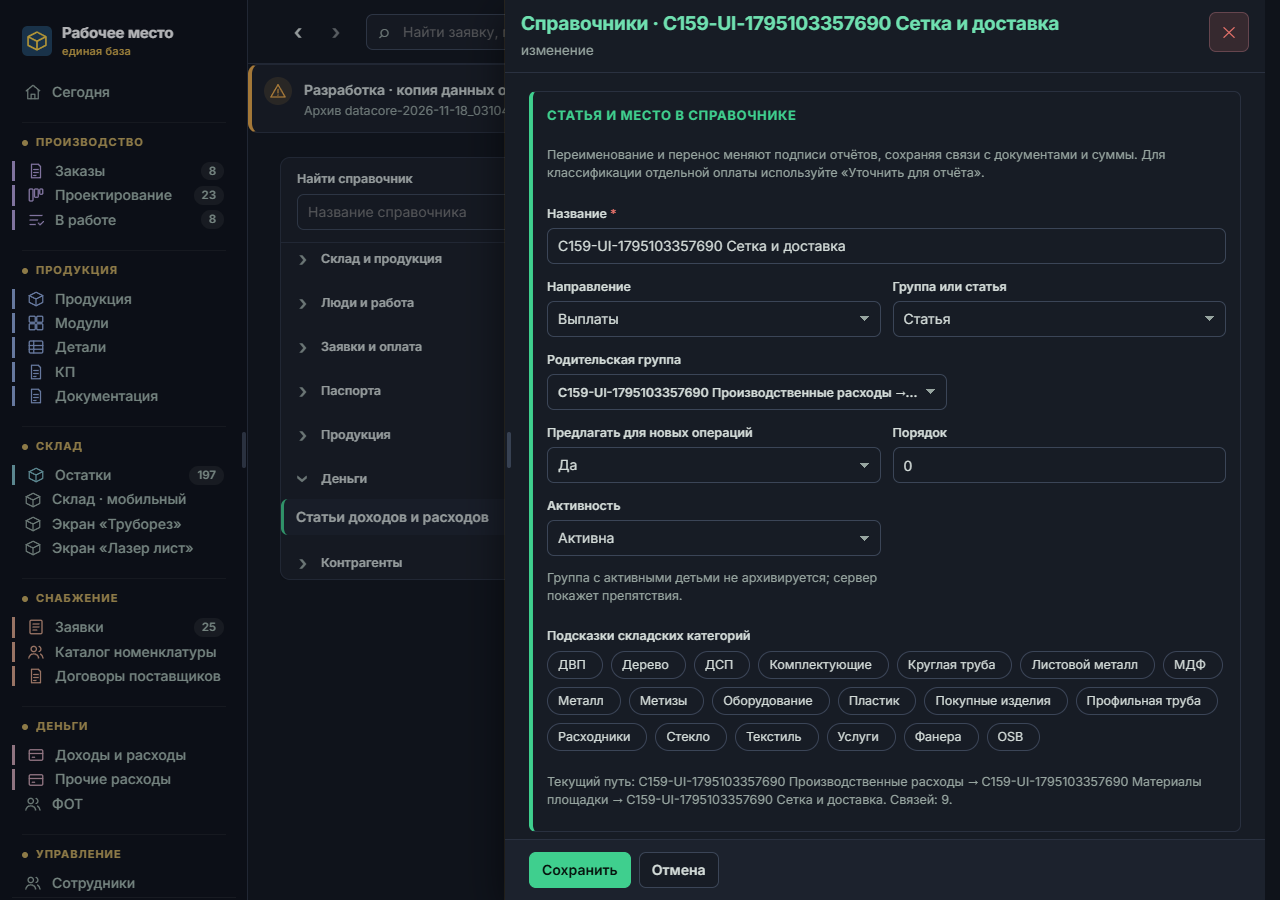 Рабочее место
единая база
Сегодня
ПРОИЗВОДСТВО
Заказы 8
Проектирование 23
В работе 8
ПРОДУКЦИЯ
Продукция
Модули
Детали
КП
Документация
СКЛАД
Остатки 197
Склад · мобильный
Экран «Труборез»
Экран «Лазер лист»
СНАБЖЕНИЕ
Заявки 25
Каталог номенклатуры
Договоры поставщиков
ДЕНЬГИ
Доходы и расходы
Прочие расходы
ФОТ
УПРАВЛЕНИЕ
Сотрудники
Найти заявку,
Разработка · копия данных о
Архив datacore-2026-11-18_0310
Найти справочник
Название справочника
Склад и продукция
Люди и работа
Заявки и оплата
Паспорта
Продукция
Деньги
Статьи доходов и расходов
Контрагенты
Справочники · C159-UI-1795103357690 Сетка и доставка
изменение
СТАТЬЯ И МЕСТО В СПРАВОЧНИКЕ
Переименование и перенос меняют подписи отчётов, сохраняя связи с документами и суммы. Для
классификации отдельной оплаты используйте «Уточнить для отчёта».
Название *
C159-UI-1795103357690 Сетка и доставка
Направление Группа или статья
Выплаты Статья
Родительская группа
C159-UI-1795103357690 Производственные расходы →...
Предлагать для новых операций Порядок
Да 0
Активность
Активна
Группа с активными детьми не архивируется; сервер
покажет препятствия.
Подсказки складских категорий
ДВП Дерево ДСП Комплектующие Круглая труба Листовой металл МДФ
Металл Метизы Оборудование Пластик Покупные изделия Профильная труба
Расходники Стекло Текстиль Услуги Фанера OSB
Текущий путь: C159-UI-1795103357690 Производственные расходы → C159-UI-1795103357690 Материалы
площадки → C159-UI-1795103357690 Сетка и доставка. Связей: 9.
Сохранить Отмена